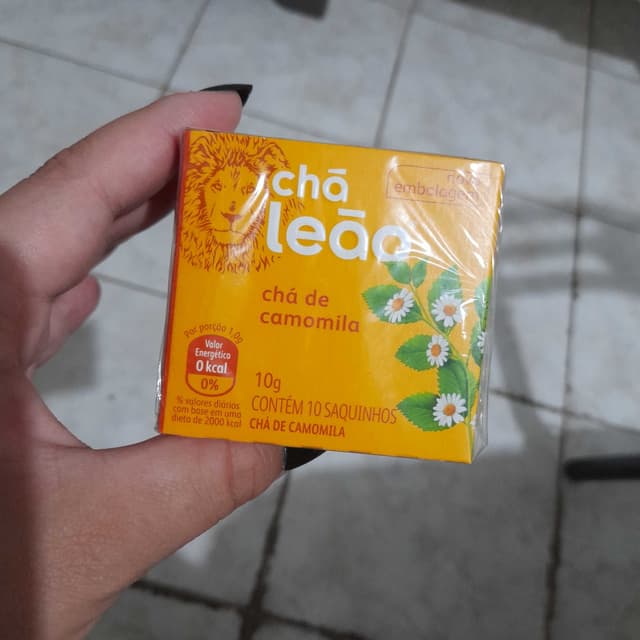 chá
leão
embalagem
chá de
camomila
Por porção 1,0g
Valor
Energético
0 kcal
0%
% valores diários
com base em uma
dieta de 2000 kcal
10g
CONTÉM 10 SAQUINHOS
CHÁ DE CAMOMILA